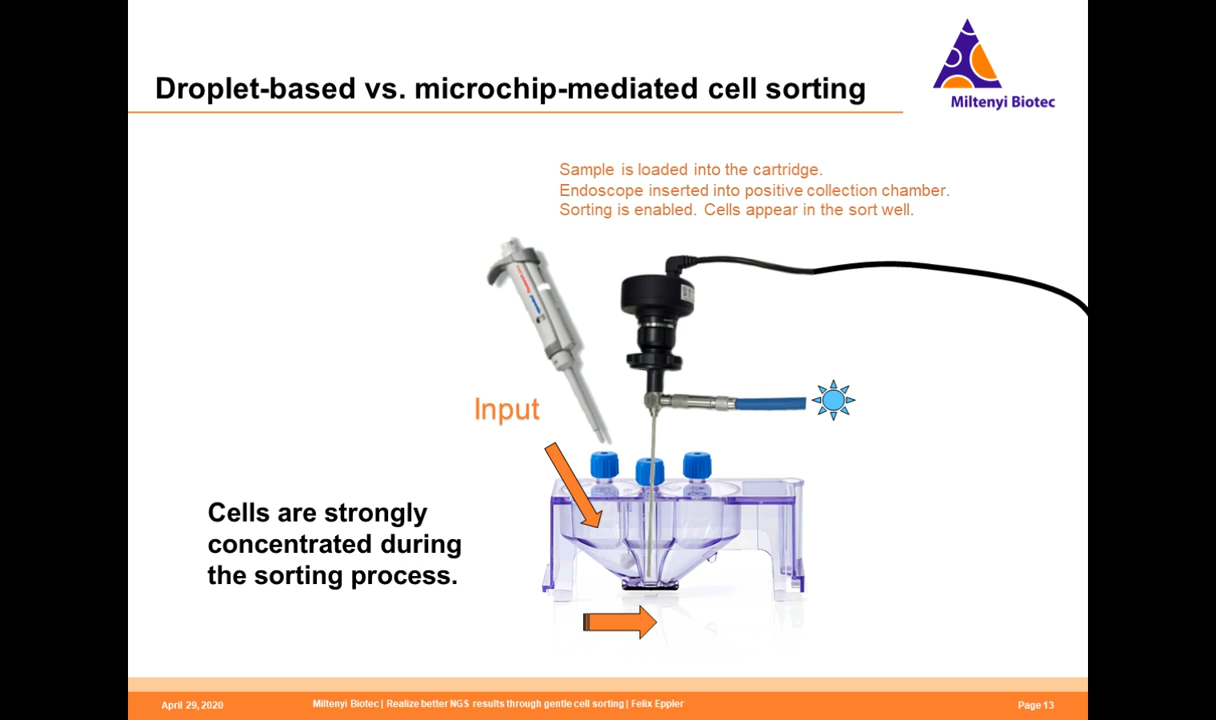 Droplet-based vs. microchip-mediated cell sorting
Miltenyi Biotec
Sample is loaded into the cartridge.
Endoscope inserted into positive collection chamber.
Sorting is enabled. Cells appear in the sort well.
Input
Cells are strongly
concentrated during
the sorting process.
April 29, 2020
Miltenyi Biotec | Realize better NGS results through gentle cell sorting | Felix Eppler
Page 13